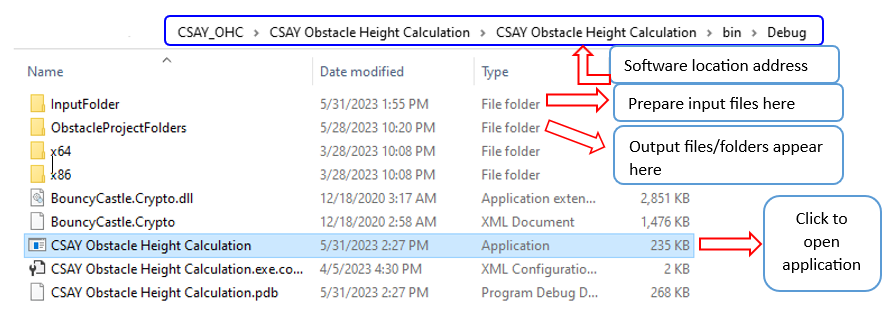 CSAY_OHC > CSAY Obstacle Height Calculation > CSAY Obstacle Height Calculation > bin > Debug
Software location address
Name Date modified Type
InputFolder 5/31/2023 1:55 PM File folder
Prepare input files here
ObstacleProjectFolders 5/28/2023 10:20 PM File folder
Output files/folders appear
here
x64 3/28/2023 10:08 PM File folder
x86 3/28/2023 10:08 PM File folder
BouncyCastle.Crypto.dll 12/18/2020 3:17 AM Application exten... 2,851 KB
BouncyCastle.Crypto 12/18/2020 2:58 AM XML Document 1,476 KB
CSAY Obstacle Height Calculation 5/31/2023 2:27 PM Application 235 KB
Click to
open
application
CSAY Obstacle Height Calculation.exe.co... 4/5/2023 4:30 PM XML Configuratio... 2 KB
CSAY Obstacle Height Calculation.pdb 5/31/2023 2:27 PM Program Debug D... 268 KB